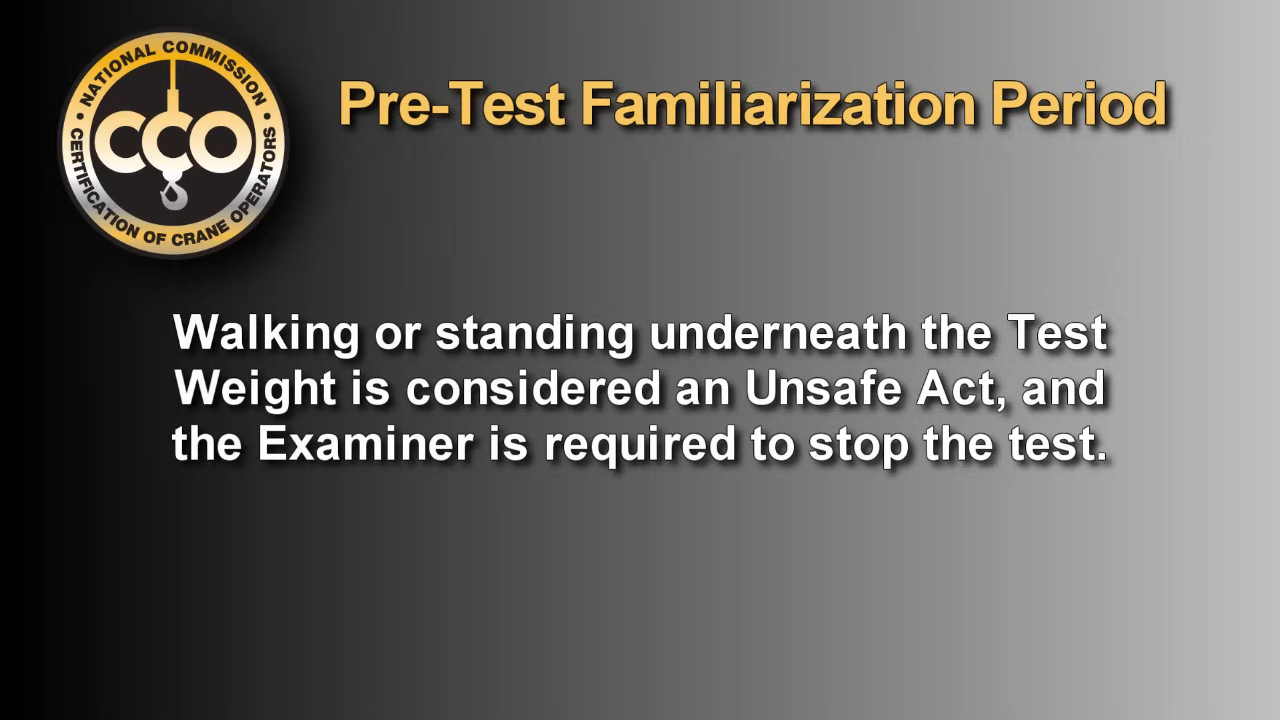 NATIONAL COMMISSION
CCO
CERTIFICATION OF CRANE OPERATORS
Pre-Test Familiarization Period
Walking or standing underneath the Test
Weight is considered an Unsafe Act, and
the Examiner is required to stop the test.